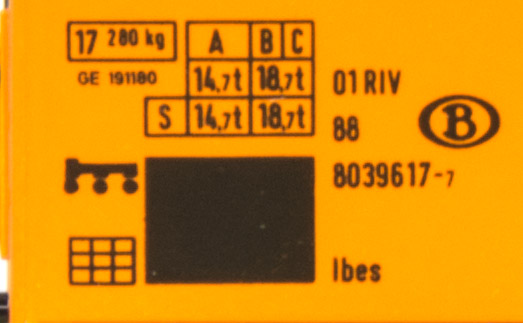 17 280 kg
GE 191180
A B C
14,7t 18,7t
S 14,7t 18,7t
01 RIV
88
B
8039617-7
Ibes